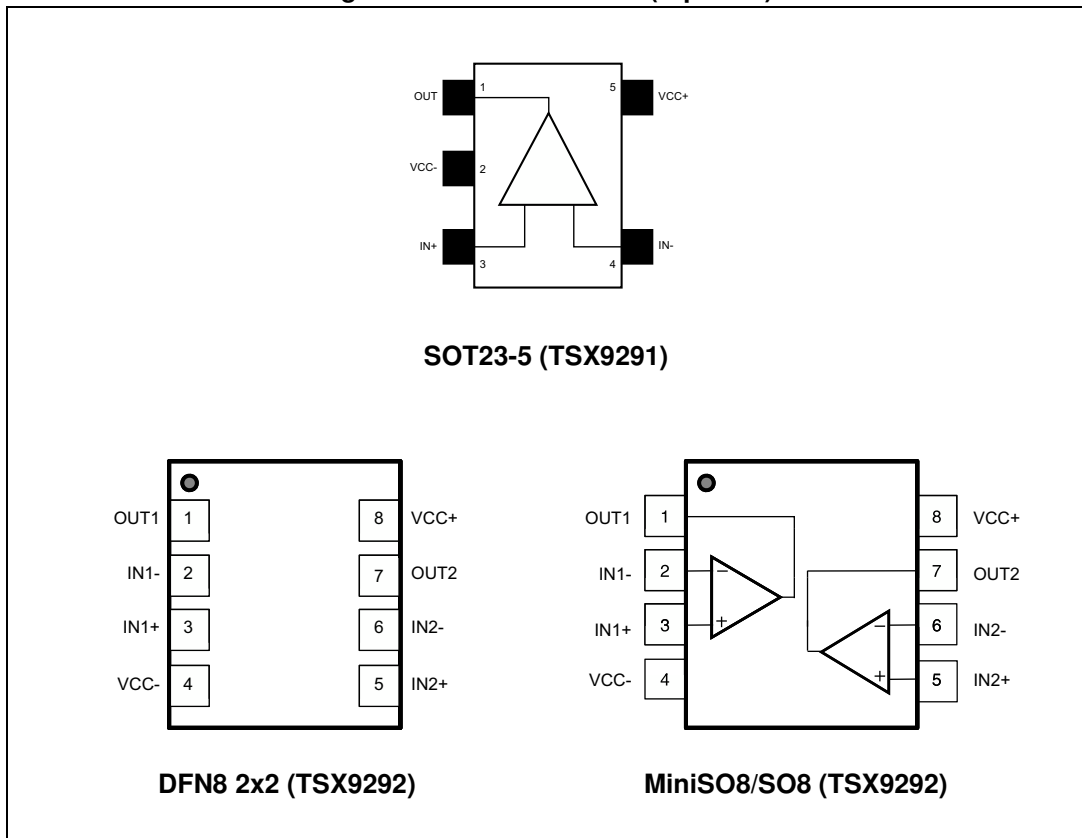 OUT 1 5 VCC+
VCC- 2
IN+ 3 4 IN-
SOT23-5 (TSX9291)
OUT1 1 8 VCC+
IN1- 2 7 OUT2
IN1+ 3 6 IN2-
VCC- 4 5 IN2+
DFN8 2x2 (TSX9292)
OUT1 1 8 VCC+
IN1- 2 − 7 OUT2
IN1+ 3 + − 6 IN2-
VCC- 4 + 5 IN2+
MiniSO8/SO8 (TSX9292)